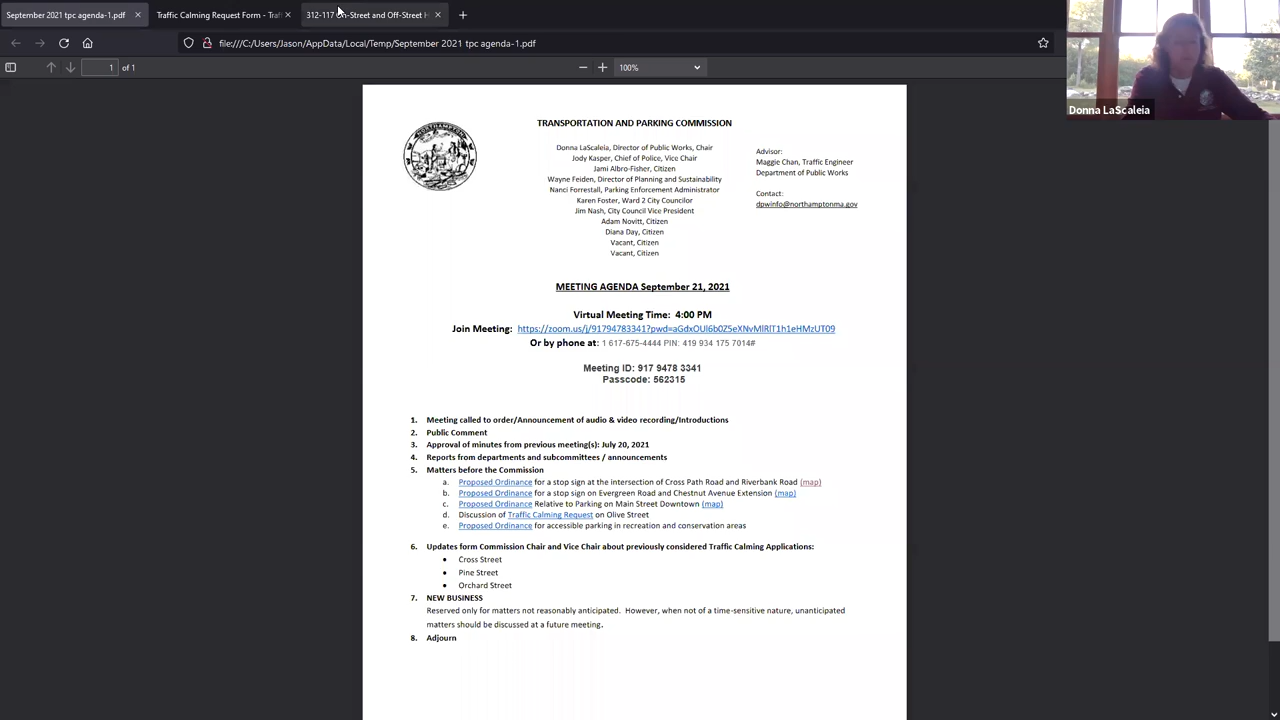 September 2021 tpc agenda-1.pdf
Traffic Calming Request Form - Traf
312-117 On-Street and Off-Street H
file:///C:/Users/Jason/AppData/Local/Temp/September 2021 tpc agenda-1.pdf
1 of 1
100%
Donna LaScaleia
TRANSPORTATION AND PARKING COMMISSION
Donna LaScaleia, Director of Public Works, Chair
Jody Kasper, Chief of Police, Vice Chair
Jami Albro-Fisher, Citizen
Wayne Feiden, Director of Planning and Sustainability
Nanci Forrestall, Parking Enforcement Administrator
Karen Foster, Ward 2 City Councilor
Jim Nash, City Council Vice President
Adam Novitt, Citizen
Diana Day, Citizen
Vacant, Citizen
Vacant, Citizen
Advisor:
Maggie Chan, Traffic Engineer
Department of Public Works
Contact:
dpwinfo@northamptonma.gov
MEETING AGENDA September 21, 2021
Virtual Meeting Time: 4:00 PM
Join Meeting:
Or by phone at: 1 617-675-4444 PIN: 419 934 175 7014#
Meeting ID: 917 9478 3341
Passcode: 562315
1. Meeting called to order/Announcement of audio & video recording/Introductions
2. Public Comment
3. Approval of minutes from previous meeting(s): July 20, 2021
4. Reports from departments and subcommittees / announcements
5. Matters before the Commission
a. Proposed Ordinance for a stop sign at the intersection of Cross Path Road and Riverbank Road (map)
b. Proposed Ordinance for a stop sign on Evergreen Road and Chestnut Avenue Extension (map)
c. Proposed Ordinance Relative to Parking on Main Street Downtown (map)
d. Discussion of Traffic Calming Request on Olive Street
e. Proposed Ordinance for accessible parking in recreation and conservation areas
6. Updates form Commission Chair and Vice Chair about previously considered Traffic Calming Applications:
• Cross Street
• Pine Street
• Orchard Street
7. NEW BUSINESS
Reserved only for matters not reasonably anticipated. However, when not of a time-sensitive nature, unanticipated
matters should be discussed at a future meeting.
8. Adjourn